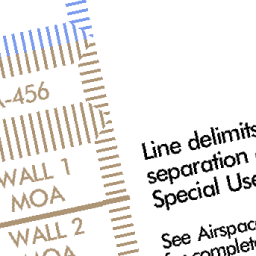 A-456
WALL 1
MOA
WALL 2
MOA
Line delimits
separation
Special Use
See Airspace
for complete